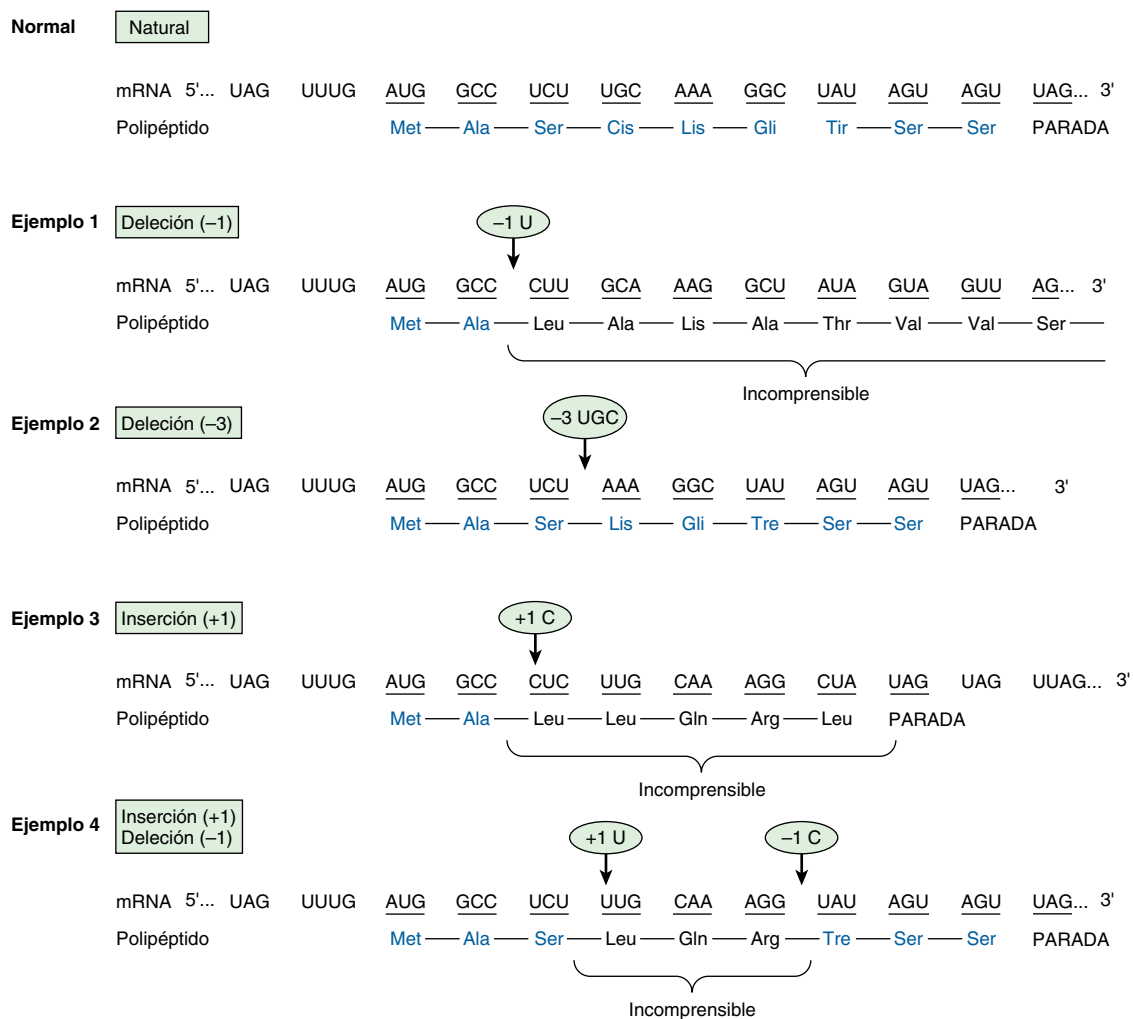 Normal Natural
mRNA 5'... UAG UUUG AUG GCC UCU UGC AAA GGC UAU AGU AGU UAG... 3'
Polipéptido Met Ala Ser Cis Lis Gli Tir Ser Ser PARADA
Ejemplo 1 Deleción (–1)
–1 U
mRNA 5'... UAG UUUG AUG GCC CUU GCA AAG GCU AUA GUA GUU AG... 3'
Polipéptido Met Ala Leu Ala Lis Ala Thr Val Val Ser
Incomprensible
Ejemplo 2 Deleción (–3)
–3 UGC
mRNA 5'... UAG UUUG AUG GCC UCU AAA GGC UAU AGU AGU UAG... 3'
Polipéptido Met Ala Ser Lis Gli Tre Ser Ser PARADA
Ejemplo 3 Inserción (+1)
+1 C
mRNA 5'... UAG UUUG AUG GCC CUC UUG CAA AGG CUA UAG UAG UUAG... 3'
Polipéptido Met Ala Leu Leu Gln Arg Leu PARADA
Incomprensible
Ejemplo 4 Inserción (+1)
Deleción (–1)
+1 U –1 C
mRNA 5'... UAG UUUG AUG GCC UCU UUG CAA AGG UAU AGU AGU UAG... 3'
Polipéptido Met Ala Ser Leu Gln Arg Tre Ser Ser PARADA
Incomprensible